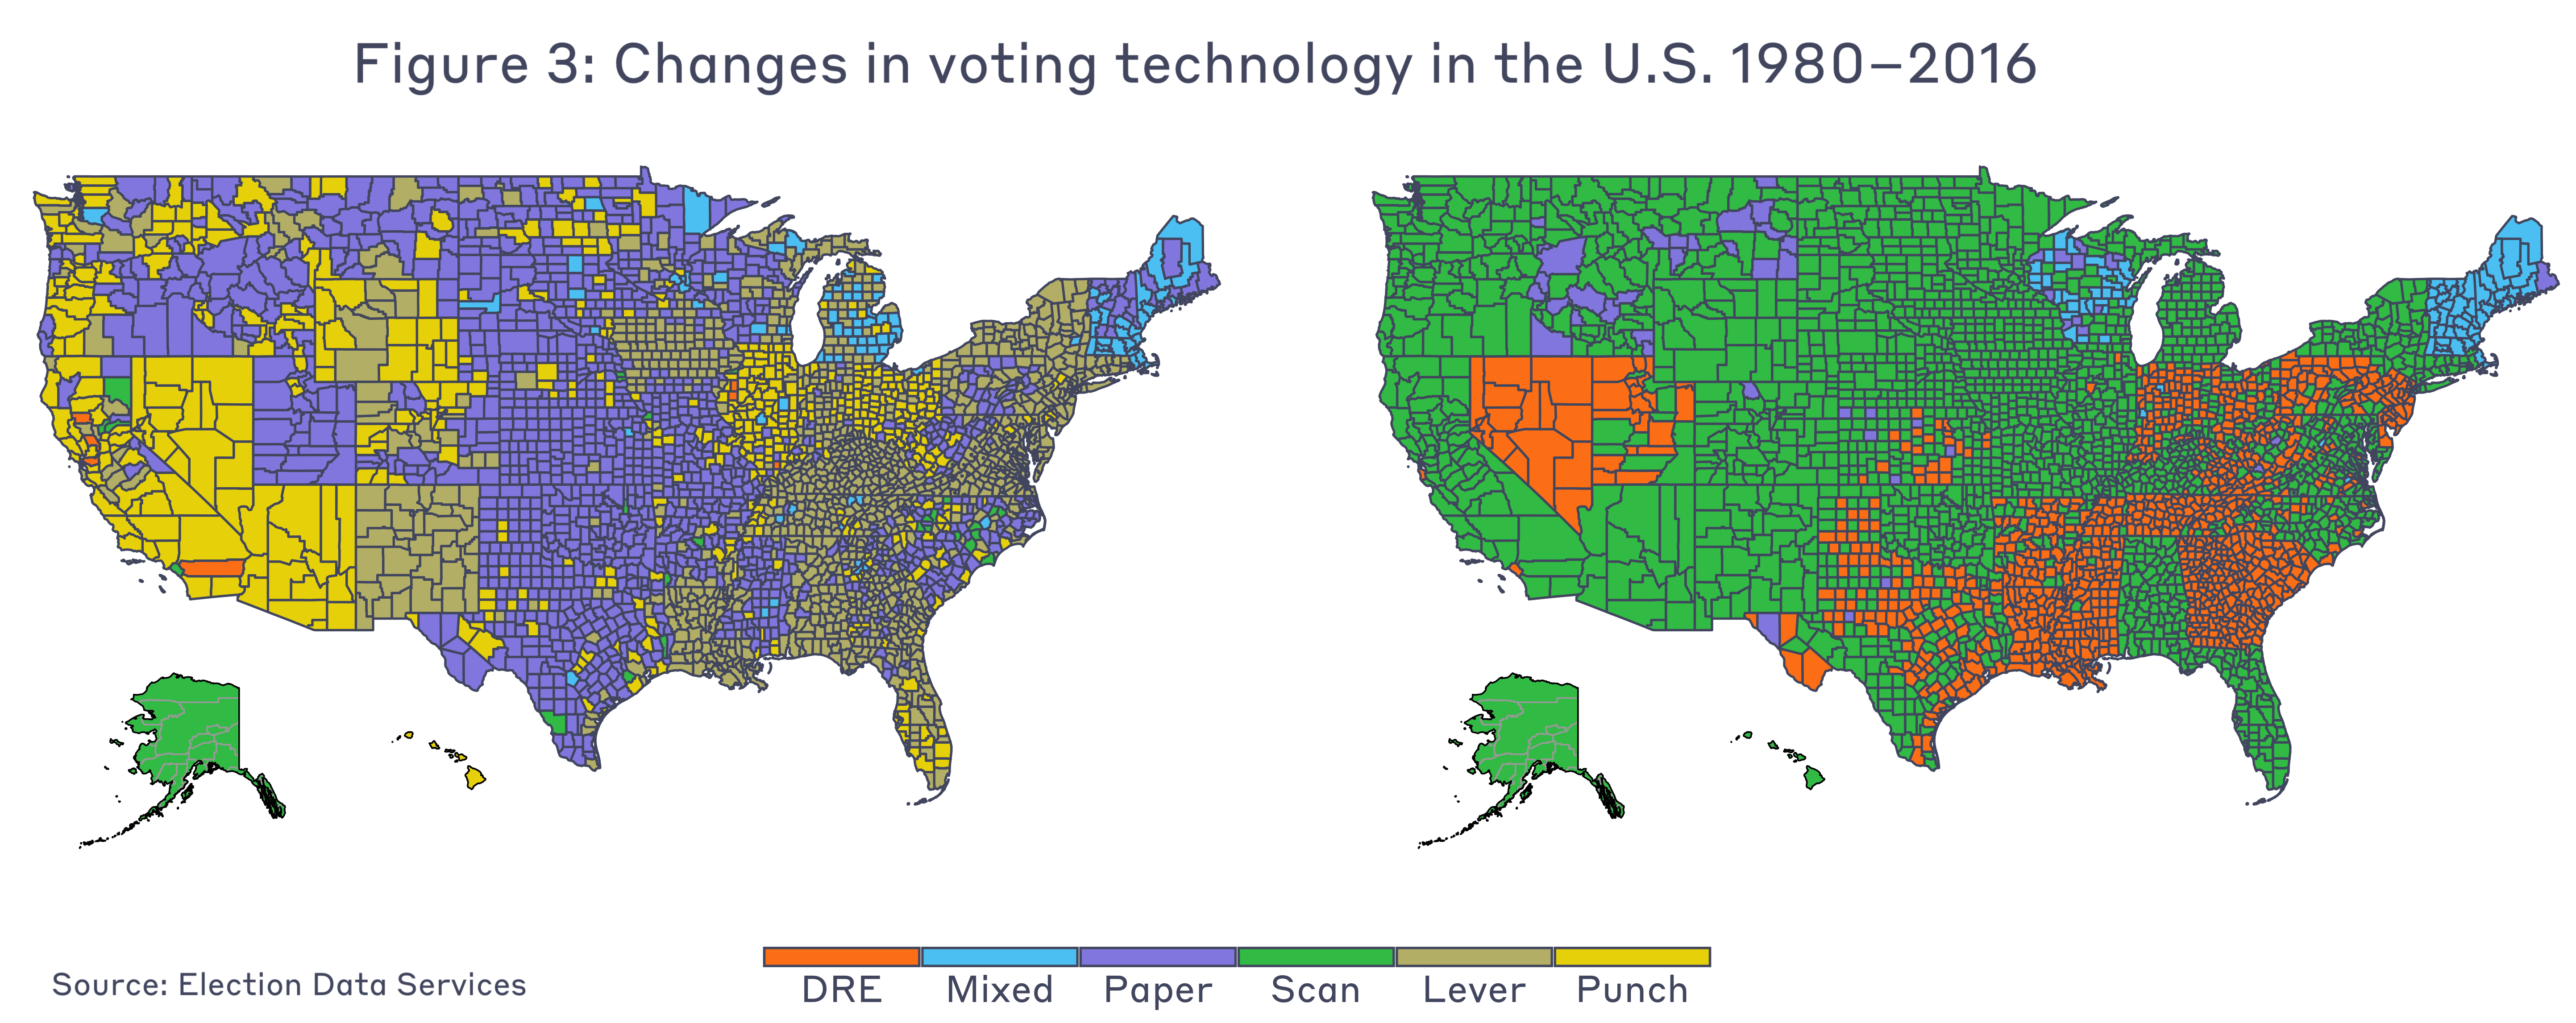 Figure 3: Changes in voting technology in the U.S. 1980–2016
DRE Mixed Paper Scan Lever Punch
Source: Election Data Services